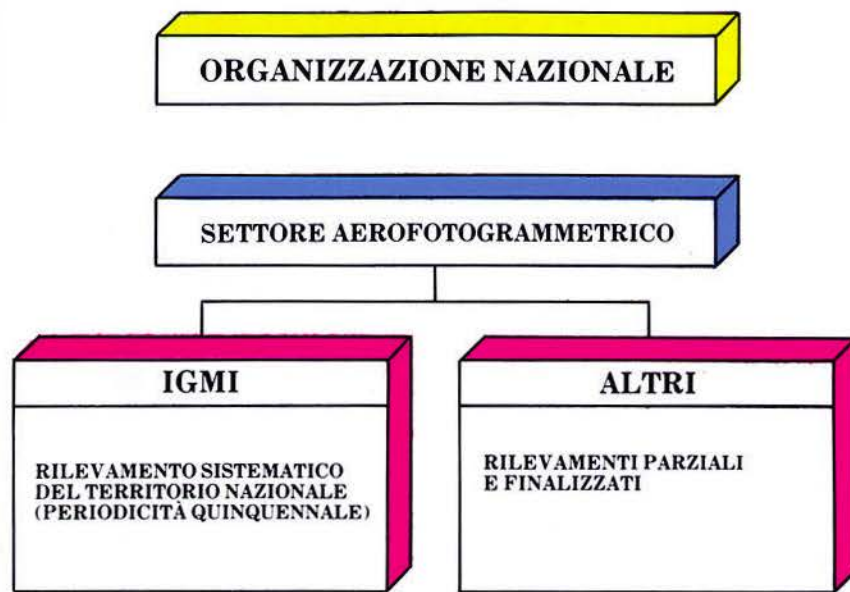 ORGANIZZAZIONE NAZIONALE
SETTORE AEROFOTOGRAMMETRICO
IGMI
RILEVAMENTO SISTEMATICO
DEL TERRITORIO NAZIONALE
(PERIODICITÀ QUINQUENNALE)
ALTRI
RILEVAMENTI PARZIALI
E FINALIZZATI